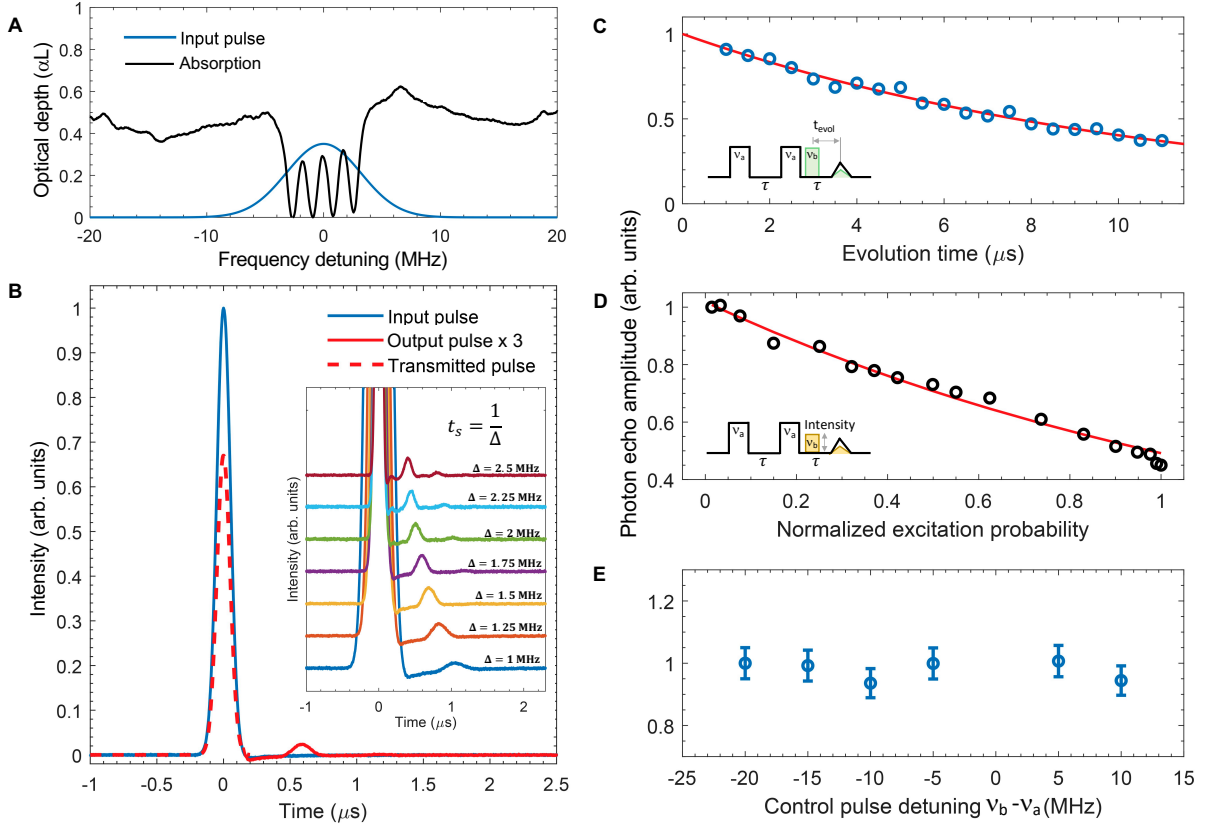 A
Optical depth (αL)
1
0.8
0.6
0.4
0.2
0
Input pulse
Absorption
-20
-10
0
10
20
Frequency detuning (MHz)
B
Intensity (arb. units)
1
0.9
0.8
0.7
0.6
0.5
0.4
0.3
0.2
0.1
0
Input pulse
Output pulse x 3
Transmitted pulse
t_s = 1/Δ
Δ = 2.5 MHz
Δ = 2.25 MHz
Δ = 2 MHz
Δ = 1.75 MHz
Δ = 1.5 MHz
Δ = 1.25 MHz
Δ = 1 MHz
Intensity (arb. units)
-1
0
1
2
Time (μs)
-1
-0.5
0
0.5
1
1.5
2
2.5
Time (μs)
Photon echo amplitude (arb. units)
C
1
0.5
0
t_evol
ν_a
ν_a
ν_b
τ
τ
0
2
4
6
8
10
Evolution time (μs)
D
1.0
0.8
0.6
0.4
Intensity
ν_a
ν_a
ν_b
τ
τ
0
0.2
0.4
0.6
0.8
1
Normalized excitation probability
E
1.2
1
0.8
-25
-20
-15
-10
-5
0
5
10
15
Control pulse detuning ν_b-ν_a(MHz)